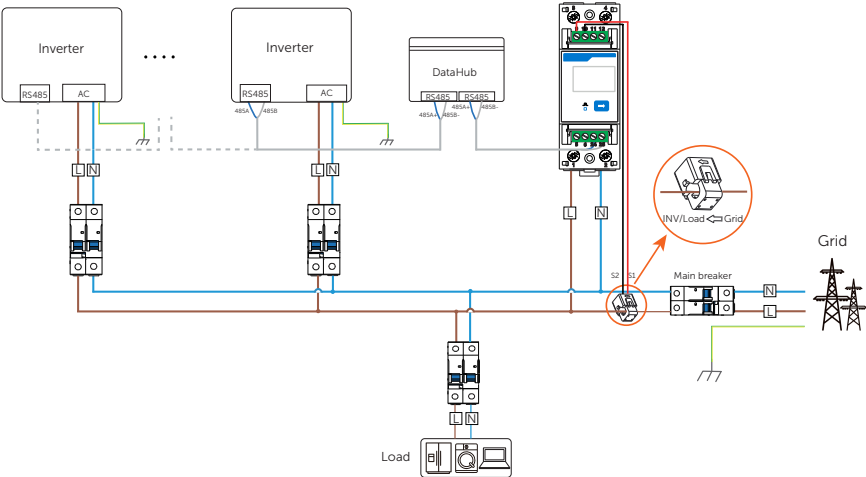 Inverter
Inverter
DataHub
RS485
AC
RS485
AC
RS485
RS485
485A
485B
485A+
485B-
485A+
485B-
L
N
L
N
L
N
INV/Load
Grid
S2
S1
Main breaker
Grid
N
L
L
N
Load